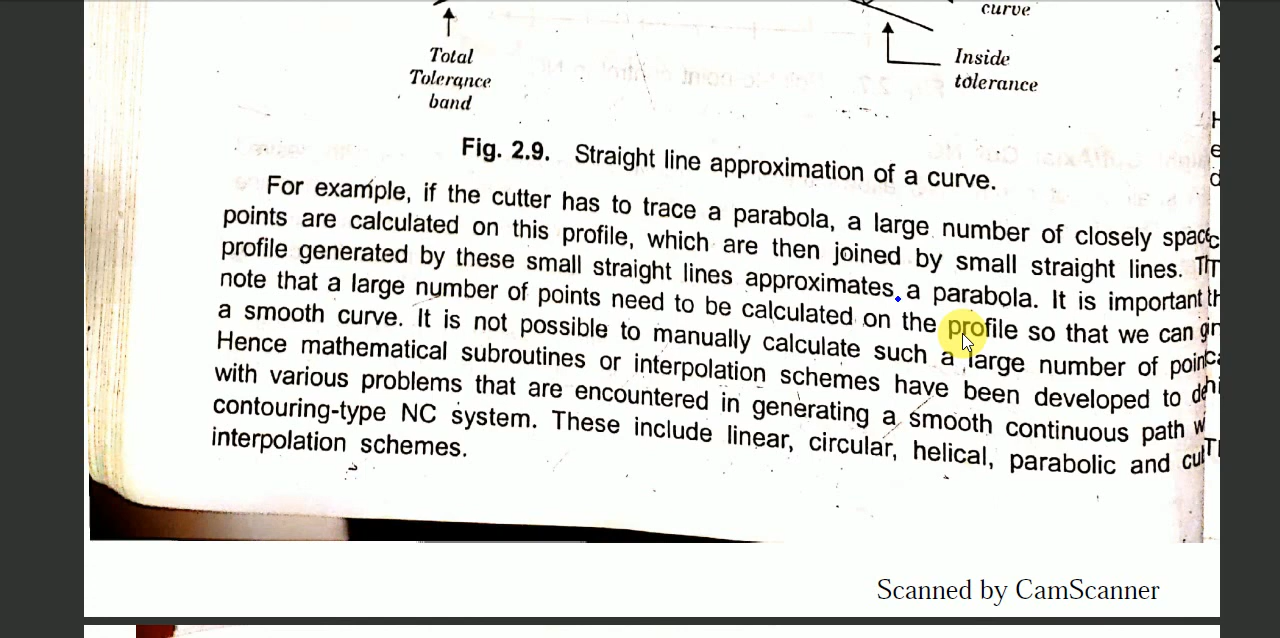 curve
Total
Tolerance
band
Inside
tolerance
Fig. 2.9. Straight line approximation of a curve.
For example, if the cutter has to trace a parabola, a large number of closely spac
points are calculated on this profile, which are then joined by small straight lines. Th
profile generated by these small straight lines approximates a parabola. It is important
note that a large number of points need to be calculated on the profile so that we can
a smooth curve. It is not possible to manually calculate such a large number of poin
Hence mathematical subroutines or interpolation schemes have been developed to de
with various problems that are encountered in generating a smooth continuous path w
contouring-type NC system. These include linear, circular, helical, parabolic and cu
interpolation schemes.
Scanned by CamScanner